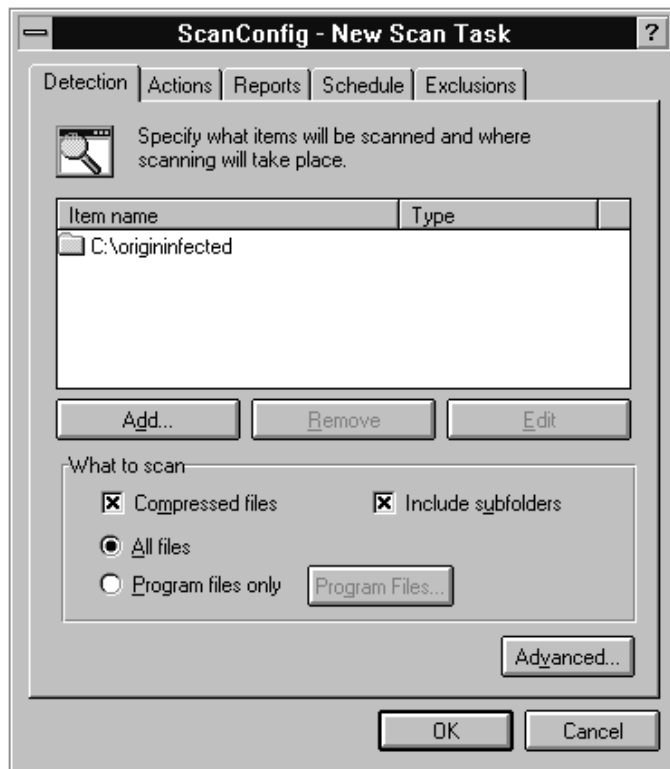 ScanConfig - New Scan Task
?
Detection Actions Reports Schedule Exclusions
Specify what items will be scanned and where
scanning will take place.
Item name Type
C:\origininfected
Add... Remove Edit
What to scan
Compressed files Include subfolders
All files
Program files only Program Files...
Advanced...
OK Cancel